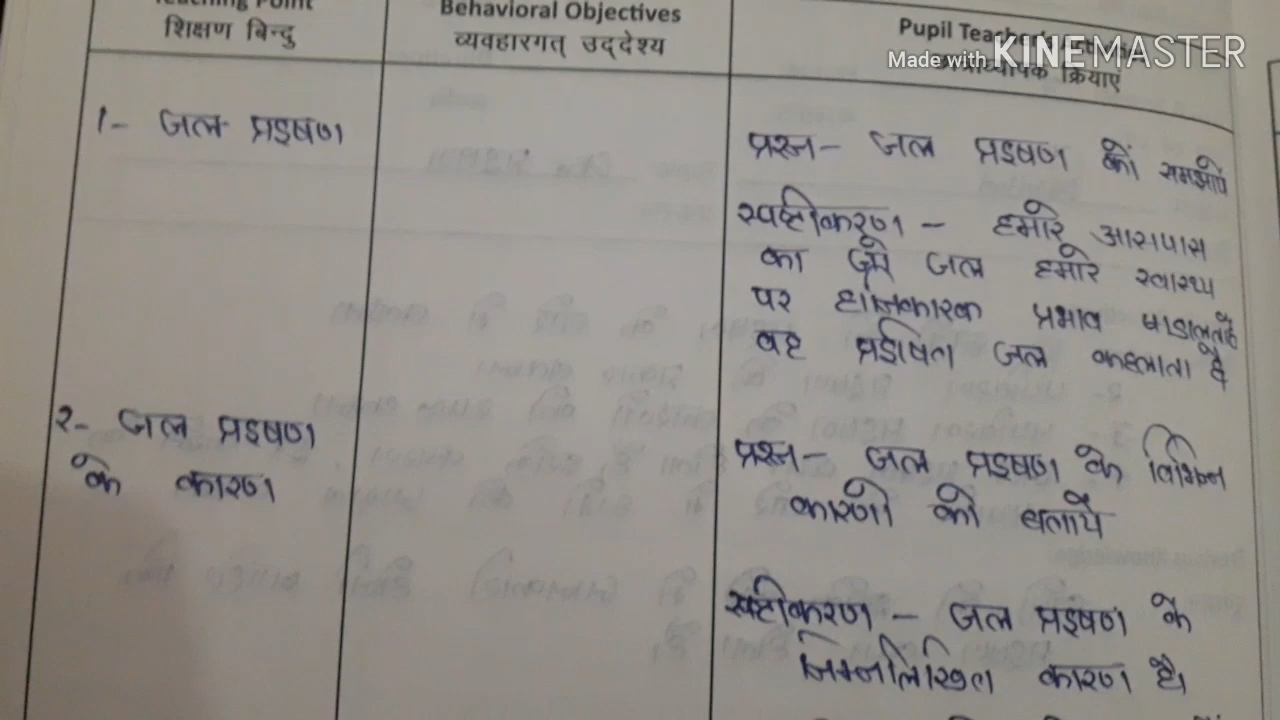 Teaching Point
शिक्षण बिन्दु
Behavioral Objectives
व्यवहारगत् उद्देश्य
Pupil
क्रियाएं
Made with KINEMASTER
1- जल प्रदुषण
प्रश्न - जल प्रदुषण को समझाये
स्पष्टीकरण - हमारे आसपास
का जल हमारे स्वास्थ्य
पर हानिकारक प्रभाव
वह प्रदुषित जल कहलाता है
2- जल प्रदुषण
के कारण
प्रश्न - जल प्रदुषण के विभिन्न
कारणो को बताये
स्पष्टीकरण - जल प्रदुषण के
निम्नलिखित कारण है।